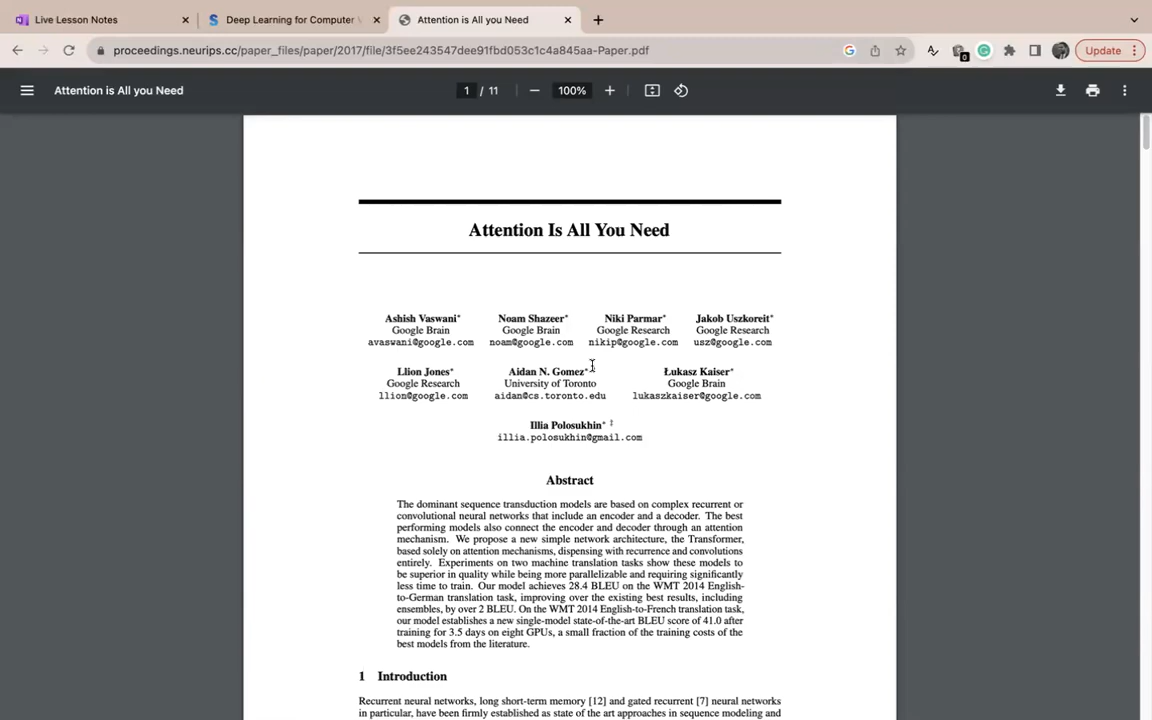 Live Lesson Notes
Deep Learning for Computer
Attention is All you Need
proceedings.neurips.cc/paper_files/paper/2017/file/3f5ee243547dee91fbd053c1c4a845aa-Paper.pdf
0
Update
Attention is All you Need
1 / 11
100%
Attention Is All You Need
Ashish Vaswani* Noam Shazeer* Niki Parmar* Jakob Uszkoreit*
Google Brain Google Brain Google Research Google Research
avaswani@google.com noam@google.com nikip@google.com usz@google.com
Llion Jones* Aidan N. Gomez* Łukasz Kaiser*
Google Research University of Toronto Google Brain
llion@google.com aidan@cs.toronto.edu lukaszkaiser@google.com
Illia Polosukhin* ‡
illia.polosukhin@gmail.com
Abstract
The dominant sequence transduction models are based on complex recurrent or
convolutional neural networks that include an encoder and a decoder. The best
performing models also connect the encoder and decoder through an attention
mechanism. We propose a new simple network architecture, the Transformer,
based solely on attention mechanisms, dispensing with recurrence and convolutions
entirely. Experiments on two machine translation tasks show these models to
be superior in quality while being more parallelizable and requiring significantly
less time to train. Our model achieves 28.4 BLEU on the WMT 2014 English-
to-German translation task, improving over the existing best results, including
ensembles, by over 2 BLEU. On the WMT 2014 English-to-French translation task,
our model establishes a new single-model state-of-the-art BLEU score of 41.0 after
training for 3.5 days on eight GPUs, a small fraction of the training costs of the
best models from the literature.
1 Introduction
Recurrent neural networks, long short-term memory [12] and gated recurrent [7] neural networks
in particular, have been firmly established as state of the art approaches in sequence modeling and